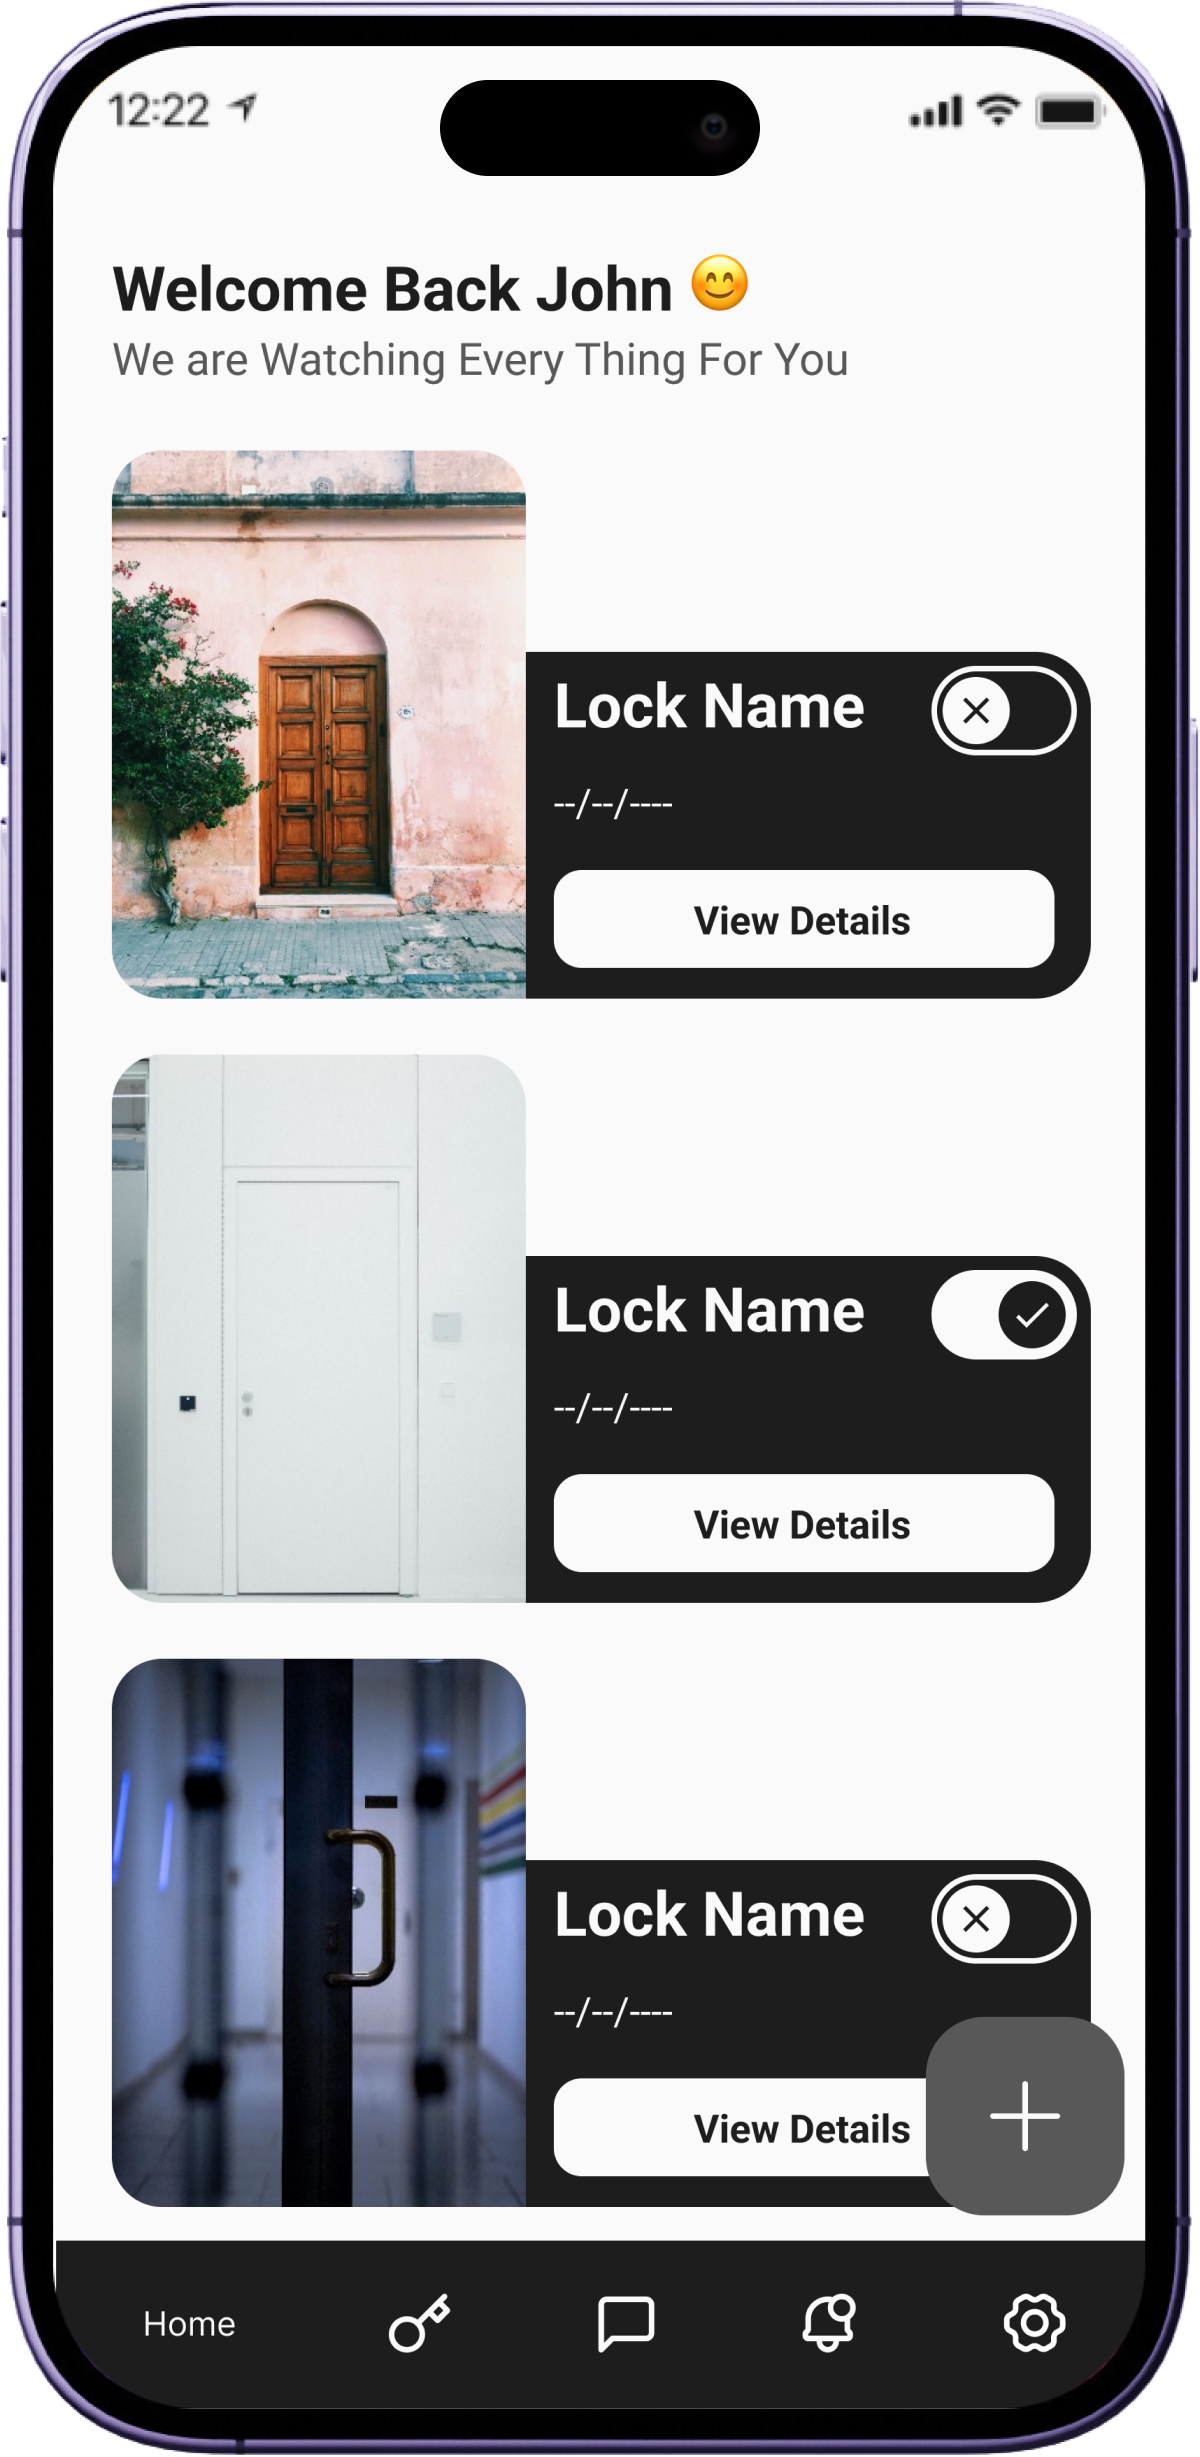 12:22
Welcome Back John 😊
We are Watching Every Thing For You
Lock Name
--/--/----
View Details
Lock Name
--/--/----
View Details
Lock Name
--/--/----
View Details
Home